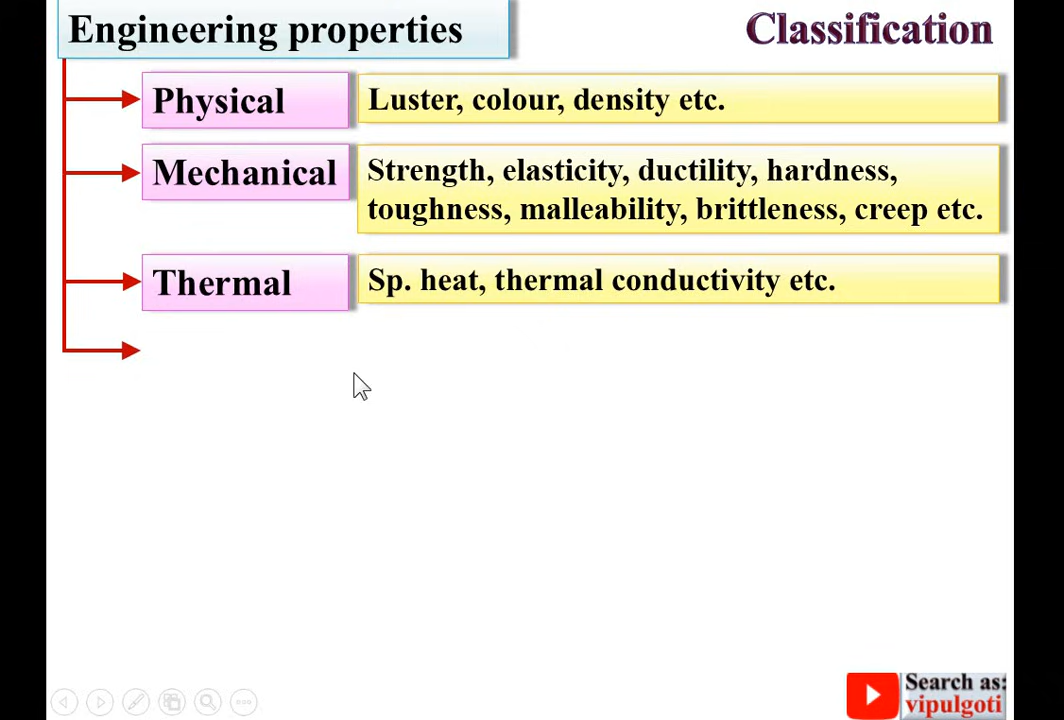 Engineering properties
Classification
Physical
Luster, colour, density etc.
Mechanical
Strength, elasticity, ductility, hardness,
toughness, malleability, brittleness, creep etc.
Thermal
Sp. heat, thermal conductivity etc.
Search as:
vipulgoti